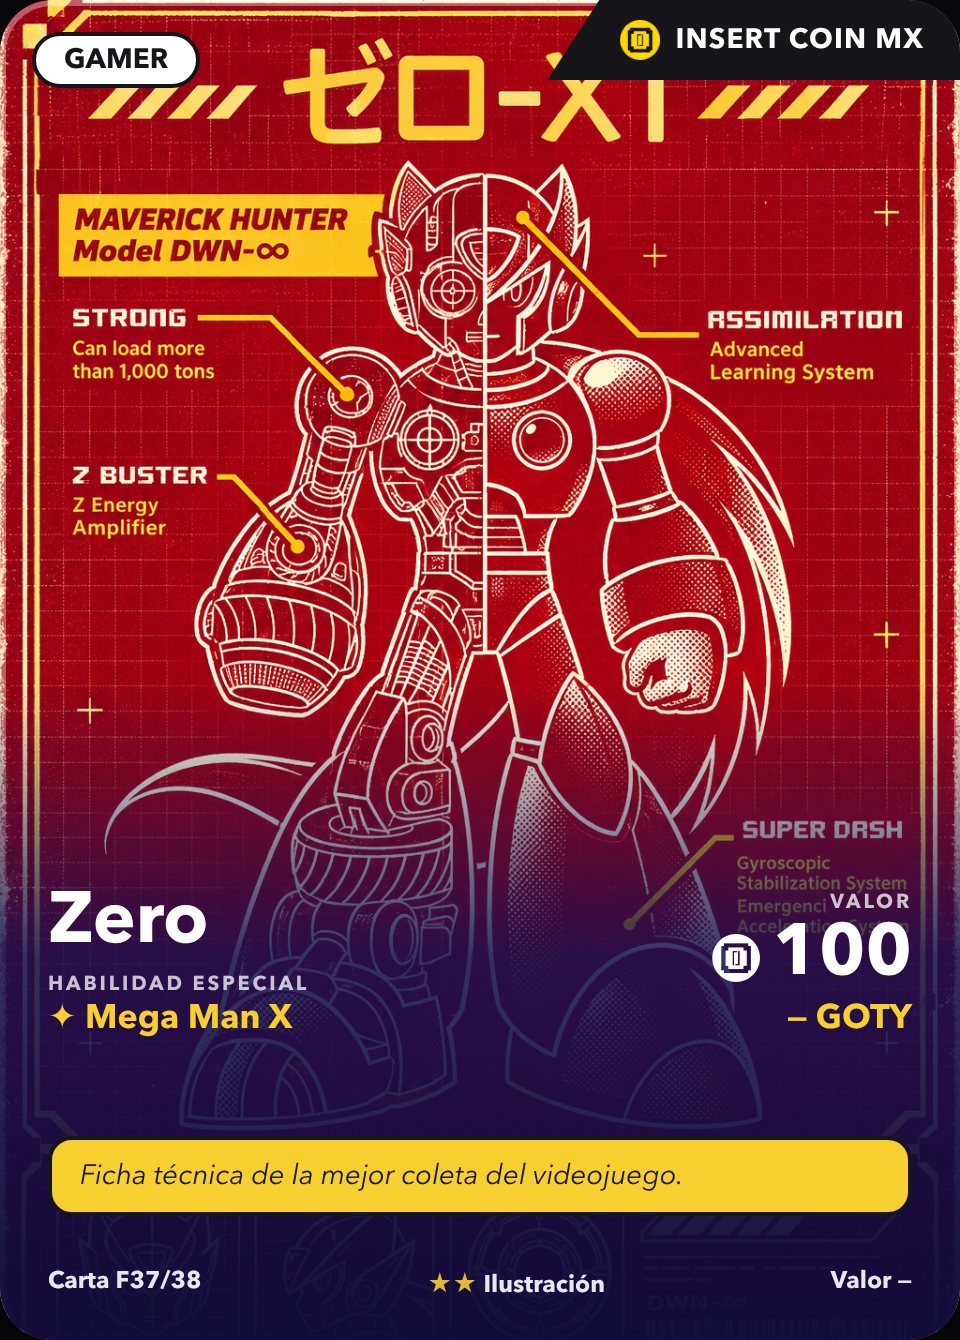 GAMER
INSERT COIN MX
ゼロ-X1
MAVERICK HUNTER
Model DWN-∞
STRONG
Can load more
than 1,000 tons
ASSIMILATION
Advanced
Learning System
Z BUSTER
Z Energy
Amplifier
SUPER DASH
Gyroscopic
Stabilization System
Zero
VALOR
100
HABILIDAD ESPECIAL
✦ Mega Man X
– GOTY
Ficha técnica de la mejor coleta del videojuego.
Carta F37/38
★★ Ilustración
Valor –
DWN-∞